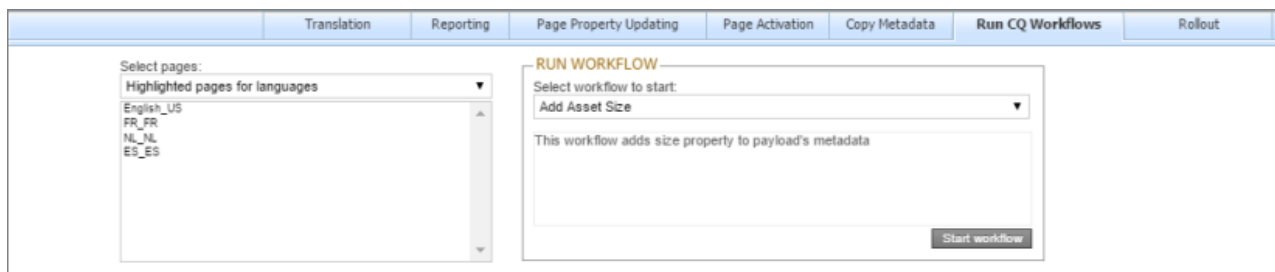 Translation Reporting Page Property Updating Page Activation Copy Metadata Run CQ Workflows Rollout
Select pages:
Highlighted pages for languages
English_US
FR_FR
NL_NL
ES_ES
RUN WORKFLOW
Select workflow to start:
Add Asset Size
This workflow adds size property to payload's metadata
Start workflow